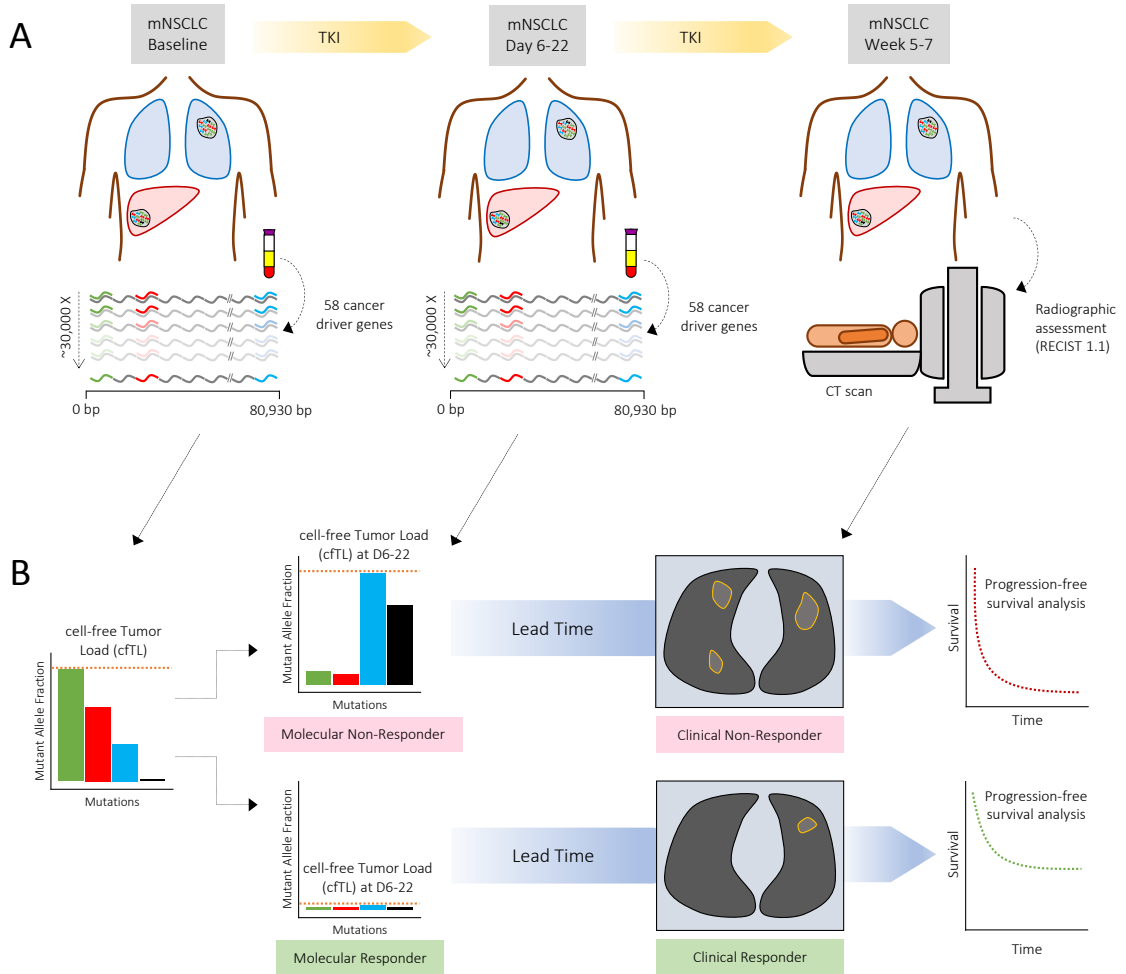 A
mNSCLC
Baseline
TKI
mNSCLC
Day 6-22
TKI
mNSCLC
Week 5-7
~30,000 X
58 cancer
driver genes
0 bp
80,930 bp
~30,000 X
58 cancer
driver genes
0 bp
80,930 bp
CT scan
Radiographic
assessment
(RECIST 1.1)
B
cell-free Tumor
Load (cfTL)
Mutant Allele Fraction
Mutations
cell-free Tumor Load
(cfTL) at D6-22
Mutant Allele Fraction
Mutations
Molecular Non-Responder
Lead Time
Clinical Non-Responder
Progression-free
survival analysis
Survival
Time
cell-free Tumor Load
(cfTL) at D6-22
Mutant Allele Fraction
Mutations
Molecular Responder
Lead Time
Clinical Responder
Progression-free
survival analysis
Survival
Time